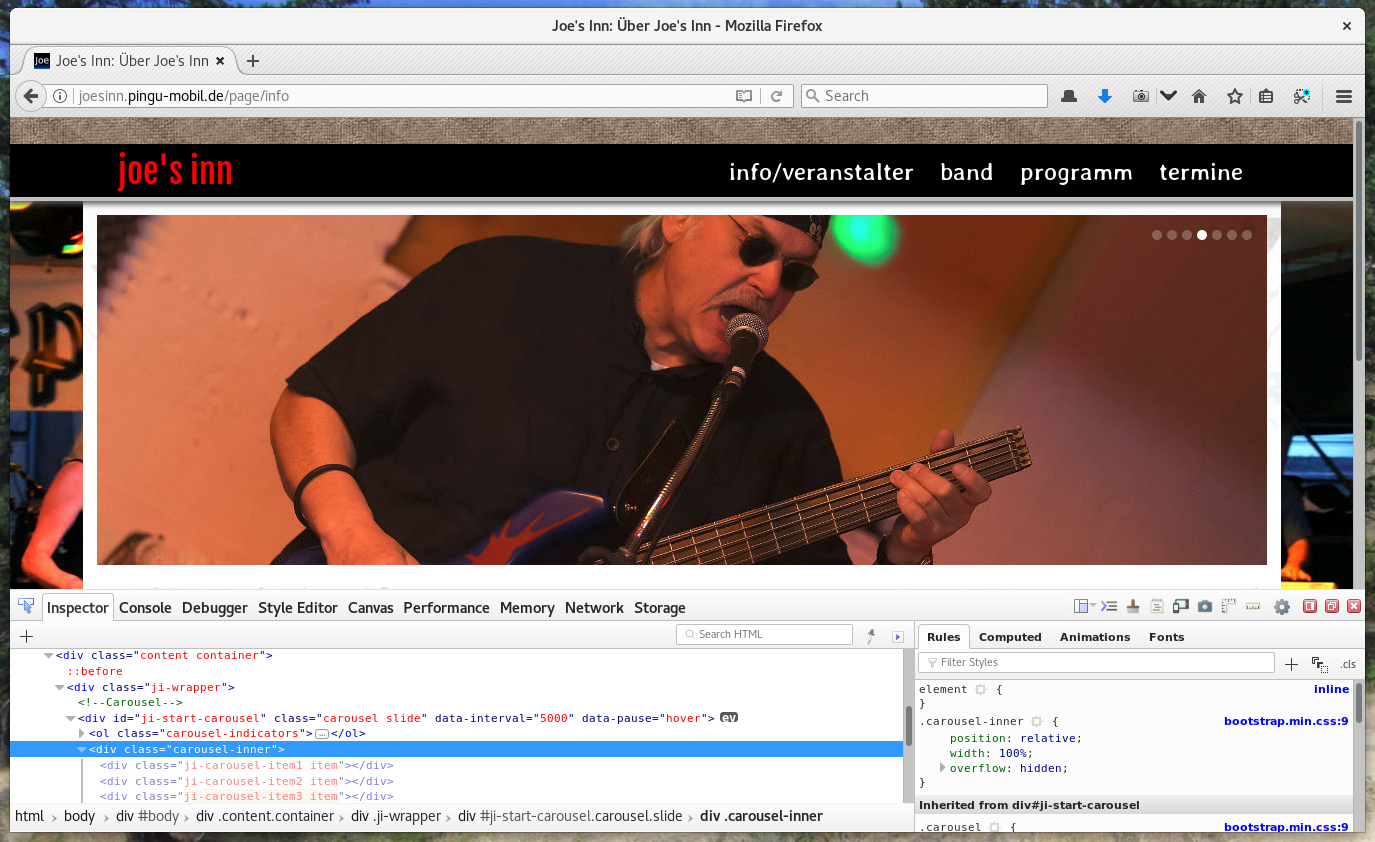 Joe's Inn: Über Joe's Inn - Mozilla Firefox
Joe Joe's Inn: Über Joe's Inn
joesinn.pingu-mobil.de/page/info
Search
joe's inn
info/veranstalter band programm termine
Inspector Console Debugger Style Editor Canvas Performance Memory Network Storage
Search HTML
<div class="content container">
::before
<div class="ji-wrapper">
<!--Carousel-->
<div id="ji-start-carousel" class="carousel slide" data-interval="5000" data-pause="hover"> ev
<ol class="carousel-indicators">…</ol>
<div class="carousel-inner">
<div class="ji-carousel-item1 item"></div>
<div class="ji-carousel-item2 item"></div>
<div class="ji-carousel-item3 item"></div>
html › body › div #body › div .content.container › div .ji-wrapper › div #ji-start-carousel.carousel.slide › div .carousel-inner
Rules Computed Animations Fonts
Filter Styles
.cls
element {
inline
}
.carousel-inner {
bootstrap.min.css:9
position: relative;
width: 100%;
overflow: hidden;
}
Inherited from div#ji-start-carousel
.carousel {
bootstrap.min.css:9